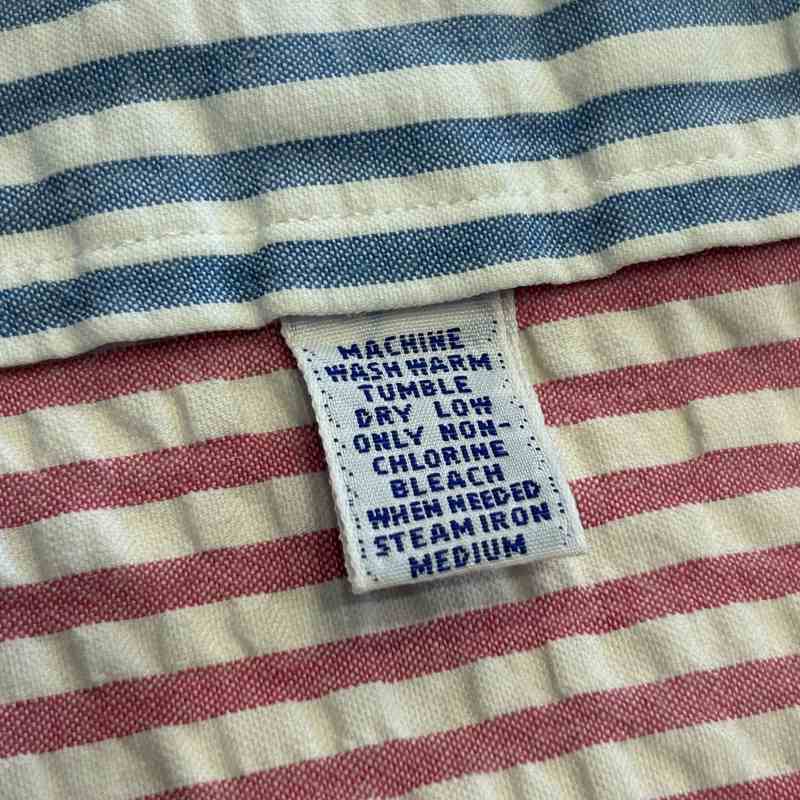 MACHINE
WASH WARM
TUMBLE
DRY LOW
ONLY NON-
CHLORINE
BLEACH
WHEN NEEDED
STEAM IRON
MEDIUM